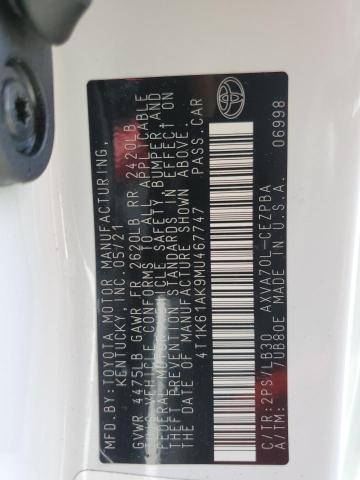 MFD.BY:TOYOTA MOTOR MANUFACTURING,
KENTUCKY, INC. 05/21
GVWR 4475LB GAWR FR 2620LB RR 2420LB
THIS VEHICLE CONFORMS TO ALL APPLICABLE
FEDERAL MOTOR VEHICLE SAFETY, BUMPER AND
THEFT PREVENTION STANDARDS IN EFFECT ON
THE DATE OF MANUFACTURE SHOWN ABOVE.
4T1K61AK9MU467747 PASS.CAR
C/TR:2PS/LB30 AXVA70L-CEZPBA
A/TM: /UB80E MADE IN U.S.A. 06998